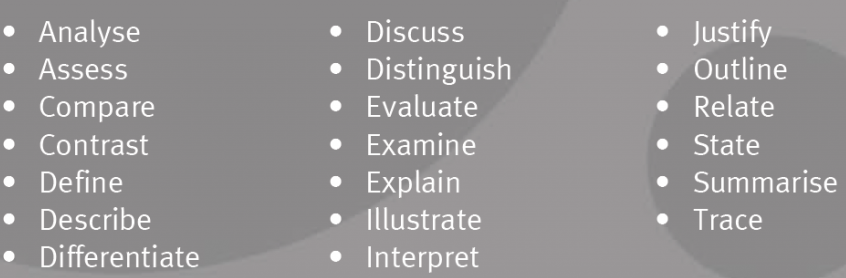 • Analyse
• Assess
• Compare
• Contrast
• Define
• Describe
• Differentiate
• Discuss
• Distinguish
• Evaluate
• Examine
• Explain
• Illustrate
• Interpret
• Justify
• Outline
• Relate
• State
• Summarise
• Trace